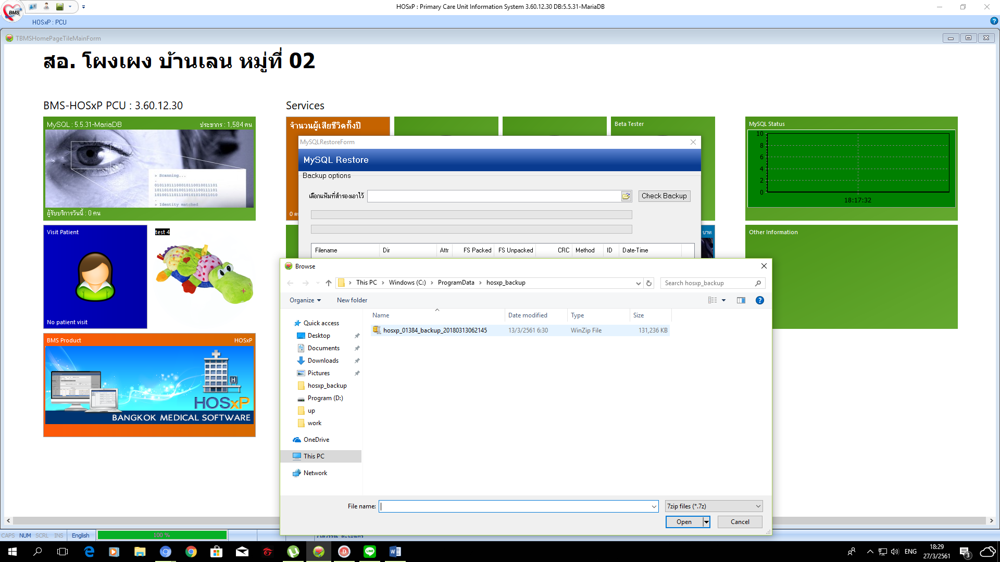 HOSxP : Primary Care Unit Information System 3.60.12.30 DB:5.5.31-MariaDB
BMS
HOSxP : PCU
TBMSHomePageTileMainForm
สอ. โผงเผง บ้านเลน หมู่ที่ 02
BMS-HOSxP PCU : 3.60.12.30
Services
MySQL : 5.5.31-MariaDB
ประชากร : 1,584 คน
> Scanning...
0101101110001011001001110​1
> Identity matched
ผู้รับบริการวันนี้ : 0 คน
จำนวนผู้เสียชีวิตทั้งปี
Beta Tester
MySQL Status
10
8
6
4
2
0
18:17:32
MySQLRestoreForm
MySQL Restore
Backup options
เลือกแฟ้มที่สำรองเอาไว้
Check Backup
Filename Dir Attr FS Packed FS Unpacked CRC Method ID Date-Time
บาท
Visit Patient
test 4
No patient visit
Other Information
BMS Product
HOSxP
H
HOSxP
BANGKOK MEDICAL SOFTWARE
Browse
This PC > Windows (C:) > ProgramData > hosxp_backup
Search hosxp_backup
Organize
New folder
Name Date modified Type Size
hosxp_01384_backup_20180313062145 13/3/2561 6:30 WinZip File 131,236 KB
Quick access
Desktop
Documents
Downloads
Pictures
hosxp_backup
Program (D:)
up
work
OneDrive
This PC
Network
File name:
7zip files (*.7z)
Open
Cancel
CAPS NUM SCRL INS English 100 %
LINE
ENG
18:29
27/3/2561
3